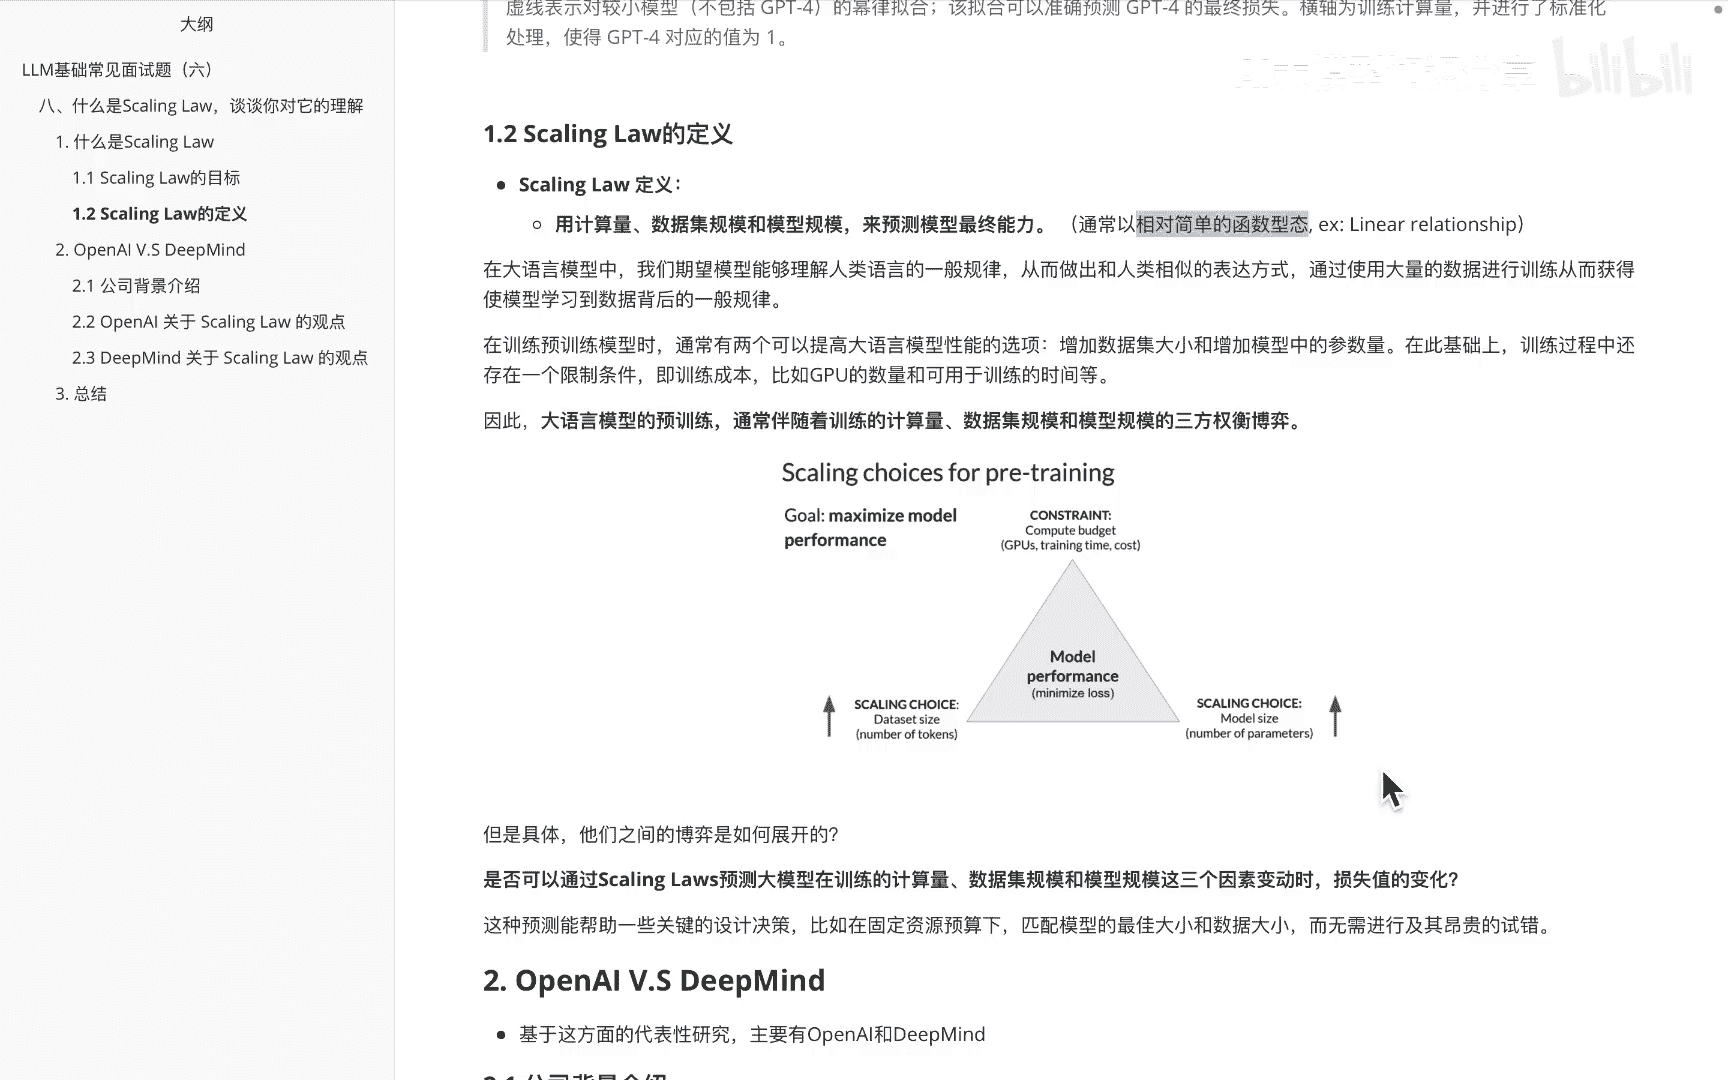 大纲
LLM基础常见面试题（六）
八、什么是Scaling Law，谈谈你对它的理解
1. 什么是Scaling Law
1.1 Scaling Law的目标
1.2 Scaling Law的定义
2. OpenAI V.S DeepMind
2.1 公司背景介绍
2.2 OpenAI 关于 Scaling Law 的观点
2.3 DeepMind 关于 Scaling Law 的观点
3. 总结
虚线表示对较小模型（不包括 GPT-4）的幂律拟合；该拟合可以准确预测 GPT-4 的最终损失。横轴为训练计算量，并进行了标准化
处理，使得 GPT-4 对应的值为 1。
bilibili
1.2 Scaling Law的定义
• Scaling Law 定义：
○ 用计算量、数据集规模和模型规模，来预测模型最终能力。（通常以相对简单的函数型态, ex: Linear relationship）
在大语言模型中，我们期望模型能够理解人类语言的一般规律，从而做出和人类相似的表达方式，通过使用大量的数据进行训练从而获得
使模型学习到数据背后的一般规律。
在训练预训练模型时，通常有两个可以提高大语言模型性能的选项：增加数据集大小和增加模型中的参数量。在此基础上，训练过程中还
存在一个限制条件，即训练成本，比如GPU的数量和可用于训练的时间等。
因此，大语言模型的预训练，通常伴随着训练的计算量、数据集规模和模型规模的三方权衡博弈。
Scaling choices for pre-training
Goal: maximize model
performance
CONSTRAINT:
Compute budget
(GPUs, training time, cost)
Model
performance
(minimize loss)
SCALING CHOICE:
Dataset size
(number of tokens)
SCALING CHOICE:
Model size
(number of parameters)
但是具体，他们之间的博弈是如何展开的？
是否可以通过Scaling Laws预测大模型在训练的计算量、数据集规模和模型规模这三个因素变动时，损失值的变化？
这种预测能帮助一些关键的设计决策，比如在固定资源预算下，匹配模型的最佳大小和数据大小，而无需进行及其昂贵的试错。
2. OpenAI V.S DeepMind
• 基于这方面的代表性研究，主要有OpenAI和DeepMind
2.1 公司背景介绍